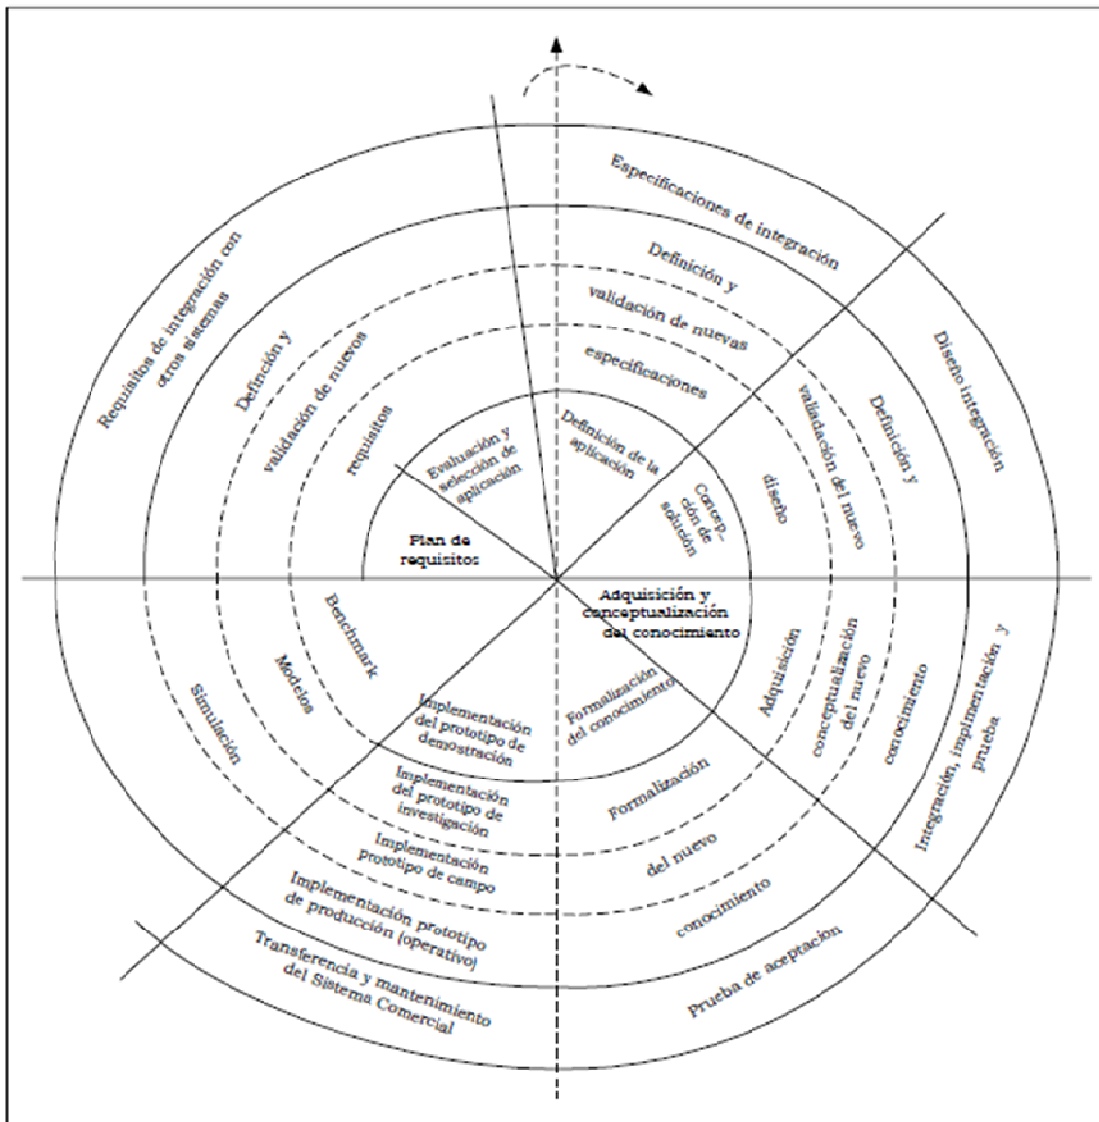 Especificaciones de integración
Requisitos de integración con
otros sistemas
Definición y
validación de nuevas
especificaciones
Definción y
validación de nuevos
requisitos
Diseño integración
Definición y
valiadación del nuevo
diseño
Evaluación y
selección de
aplicación
Definición de la
aplicación
Concep_
ción de
solución
Plan de
requisitos
Adquisición y
conceptualización
del conocimiento
Benchmark
Modelos
Simulación
Formalización
del conocimiento
Adquisición
conceptualización
del nuevo
conocimiento
Integración, implmentación y
prueba
Implementación
del prototipo de
demostración
Implementación
del prototipo de
investigación
Implementación
prototipo de campo
Implementación prototipo
de producción (operativo)
Transferencia y mantenimiento
del Sistema Comercial
Formalización
del nuevo
conocimiento
Prueba de aceptación